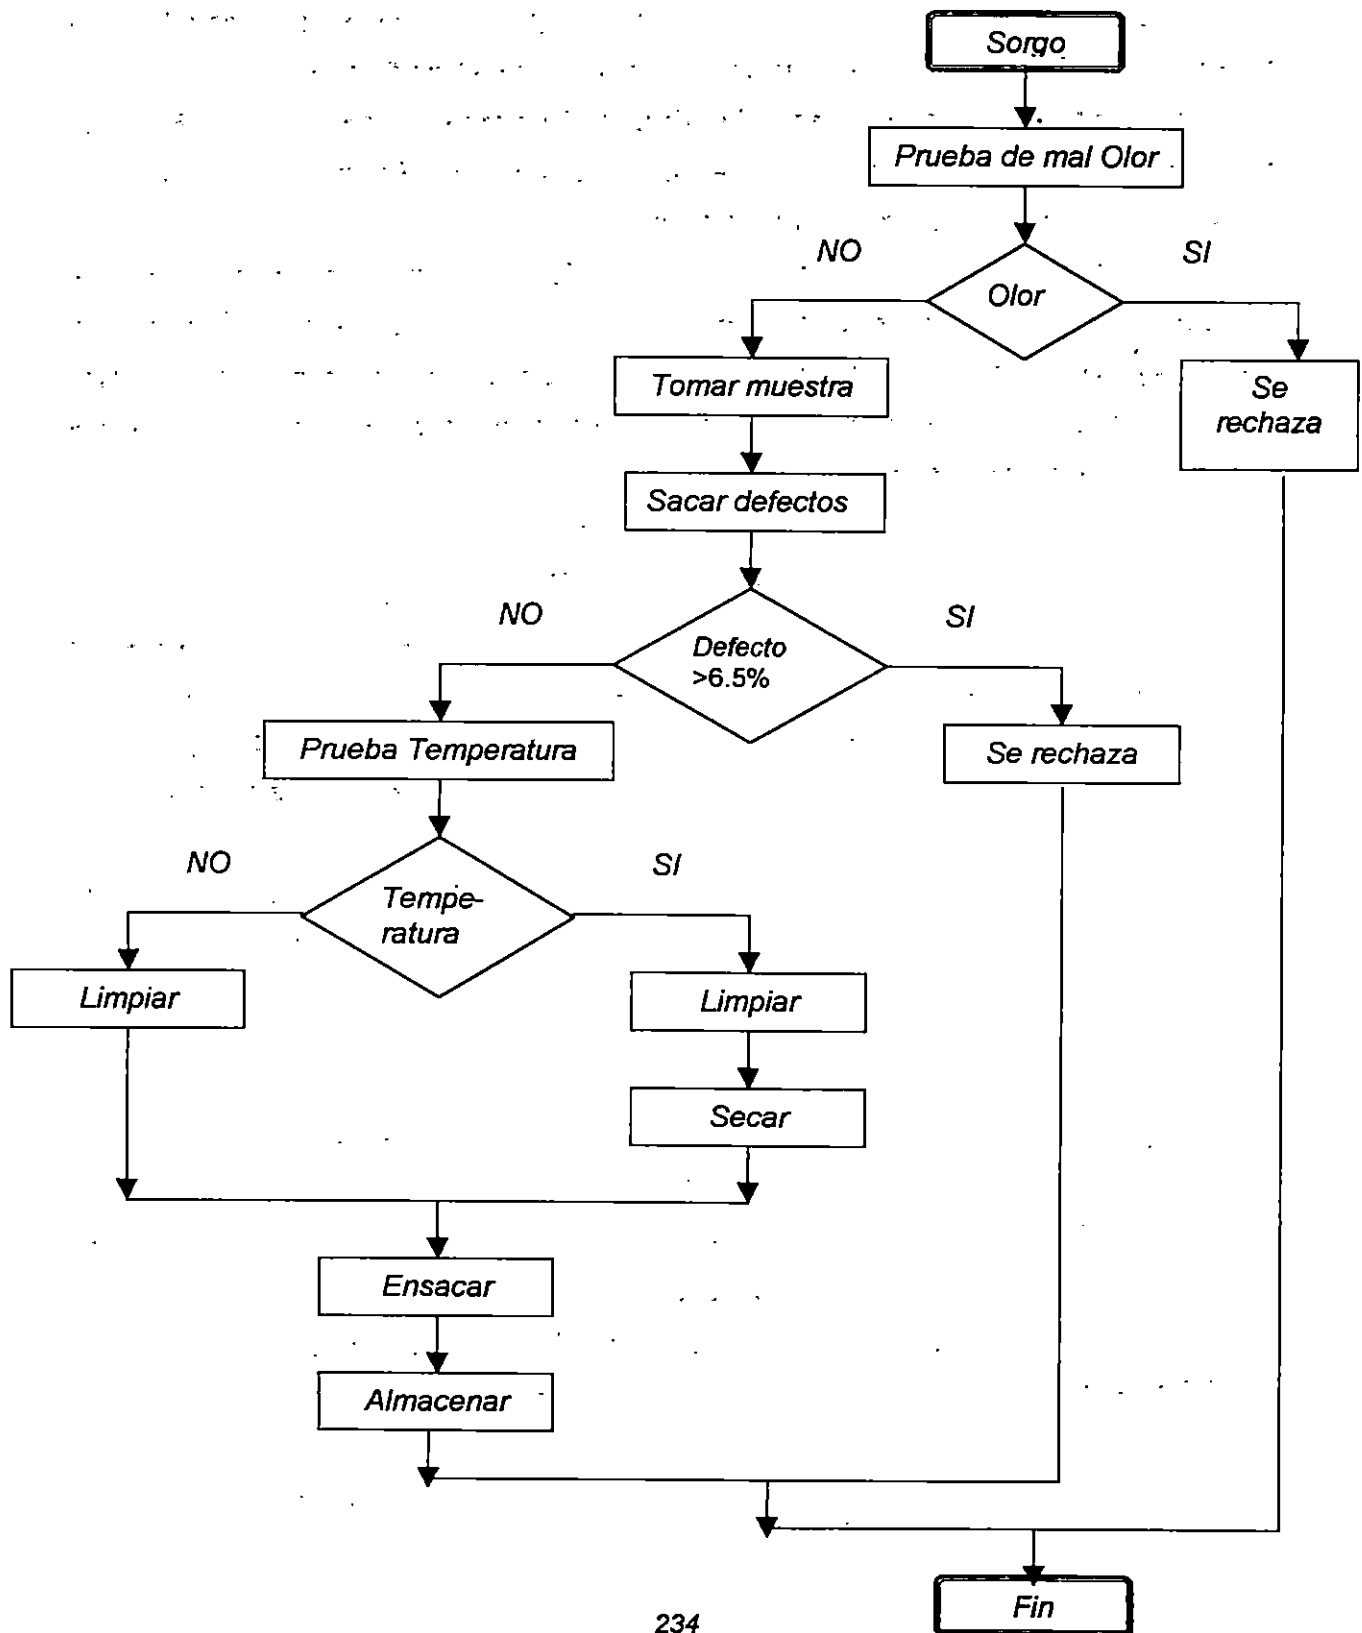 Sorgo
Prueba de mal Olor
NO
SI
Olor
Tomar muestra
Se
rechaza
Sacar defectos
NO
SI
Defecto
>6.5%
Prueba Temperatura
Se rechaza
NO
SI
Tempe-
ratura
Limpiar
Limpiar
Secar
Ensacar
Almacenar
Fin
234